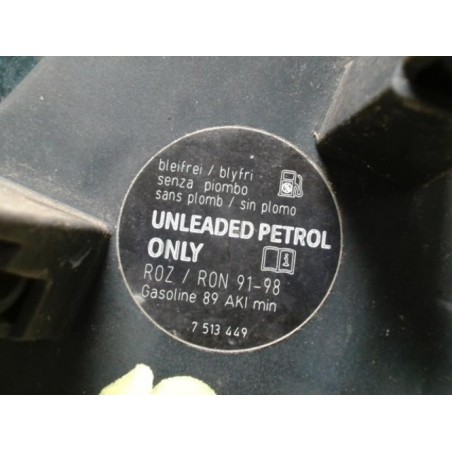 bleifrei / blyfri
senza piombo
sans plomb / sin plomo
UNLEADED PETROL
ONLY
ROZ / RON 91-98
Gasoline 89 AKI min
7 513 449